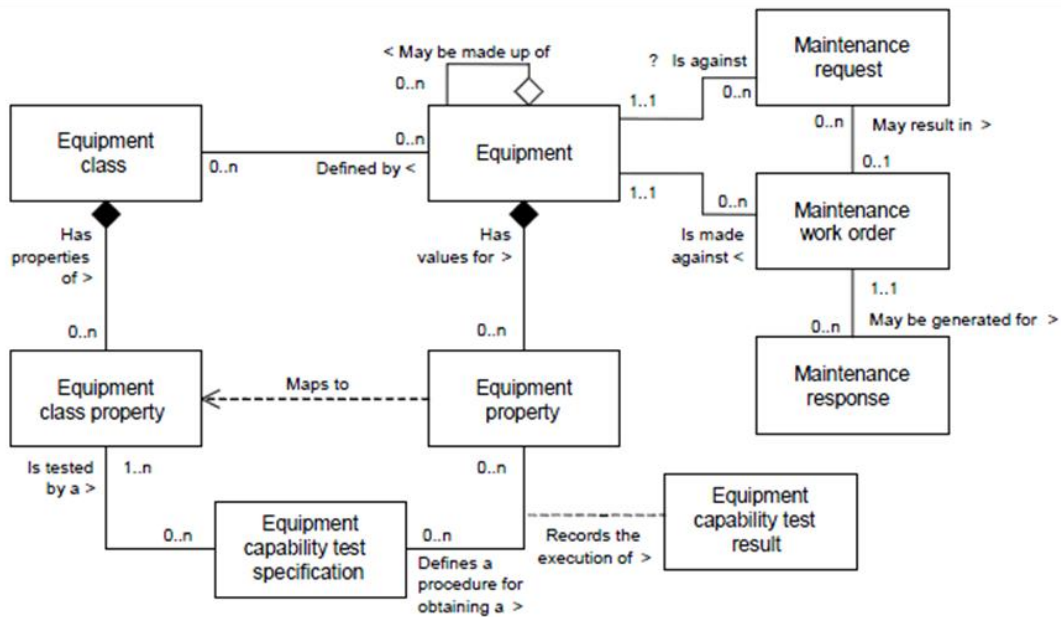 < May be made up of
0..n
? Is against
1..1
0..n
Maintenance
request
0..n
May result in >
0..1
Equipment
class
0..n
0..n
Defined by <
Equipment
1..1
0..n
Is made
against <
Maintenance
work order
1..1
May be generated for >
0..n
Maintenance
response
Has
properties
of >
0..n
Has
values for >
0..n
Equipment
class property
Maps to
Equipment
property
Is tested
by a >
1..n
0..n
Equipment
capability test
specification
0..n
0..n
Defines a
procedure for
obtaining a >
Records the
execution of >
Equipment
capability test
result